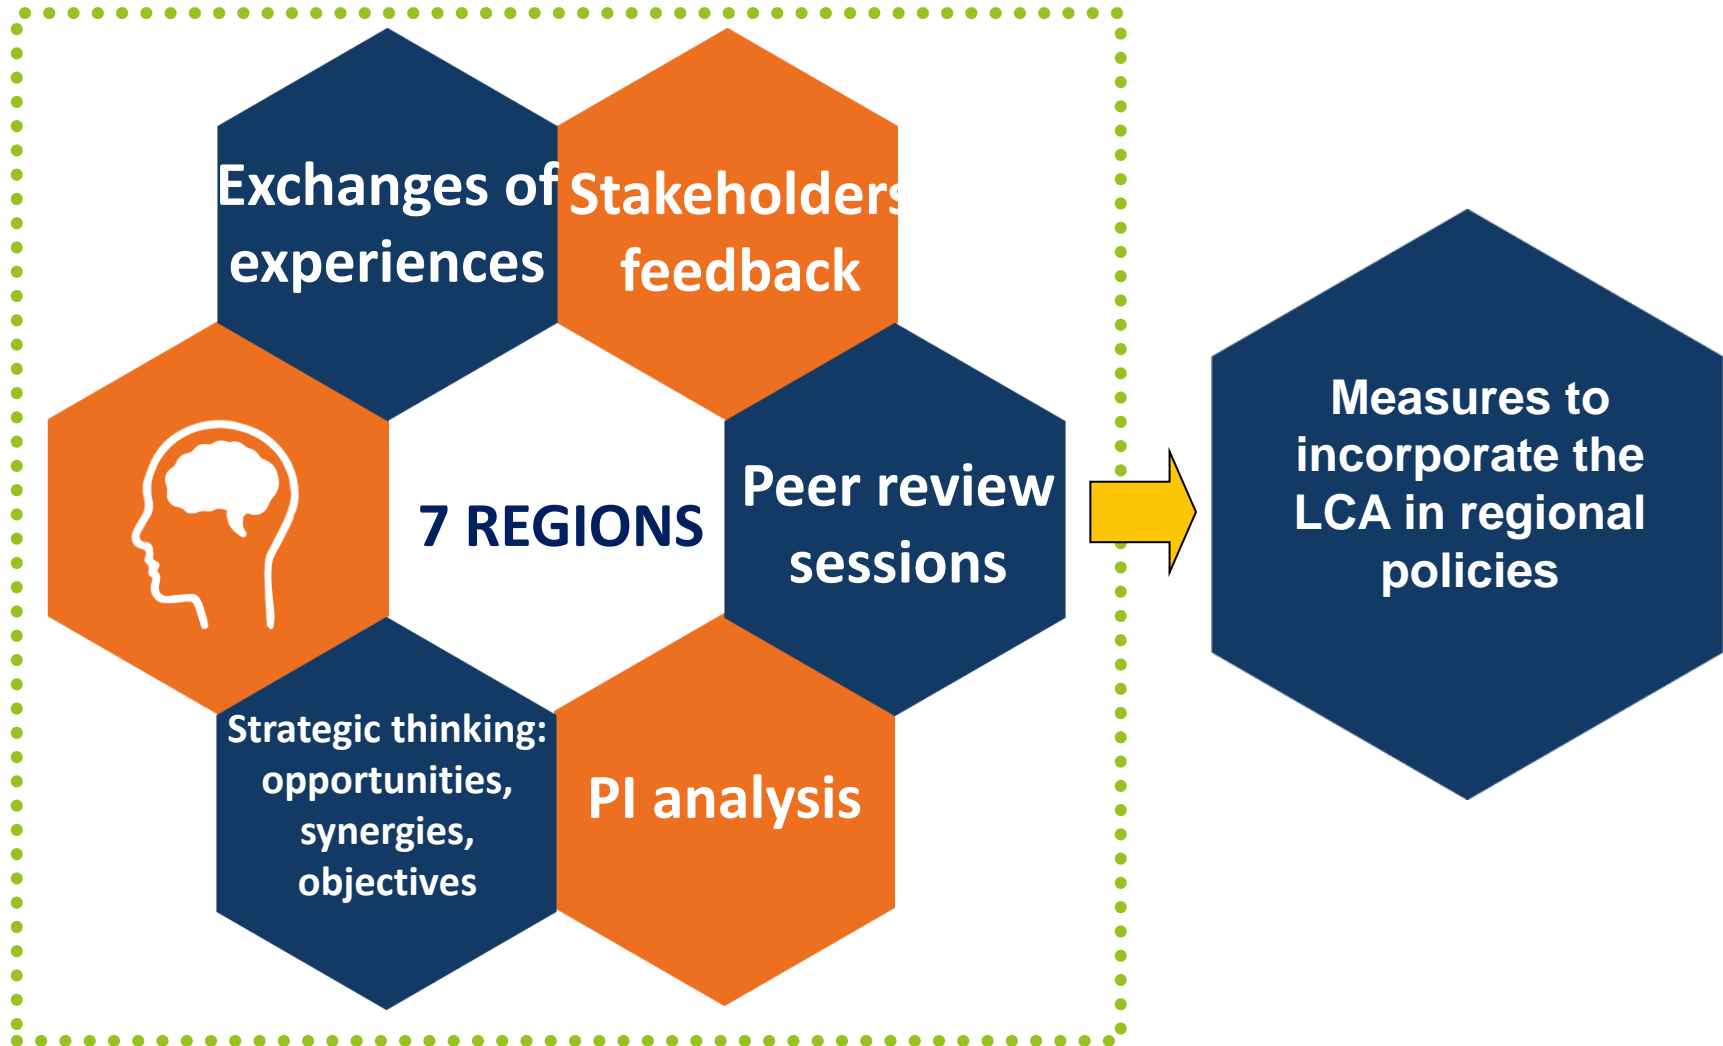 Exchanges of
experiences
Stakeholders
feedback
7 REGIONS
Peer review
sessions
Strategic thinking:
opportunities,
synergies,
objectives
PI analysis
Measures to
incorporate the
LCA in regional
policies